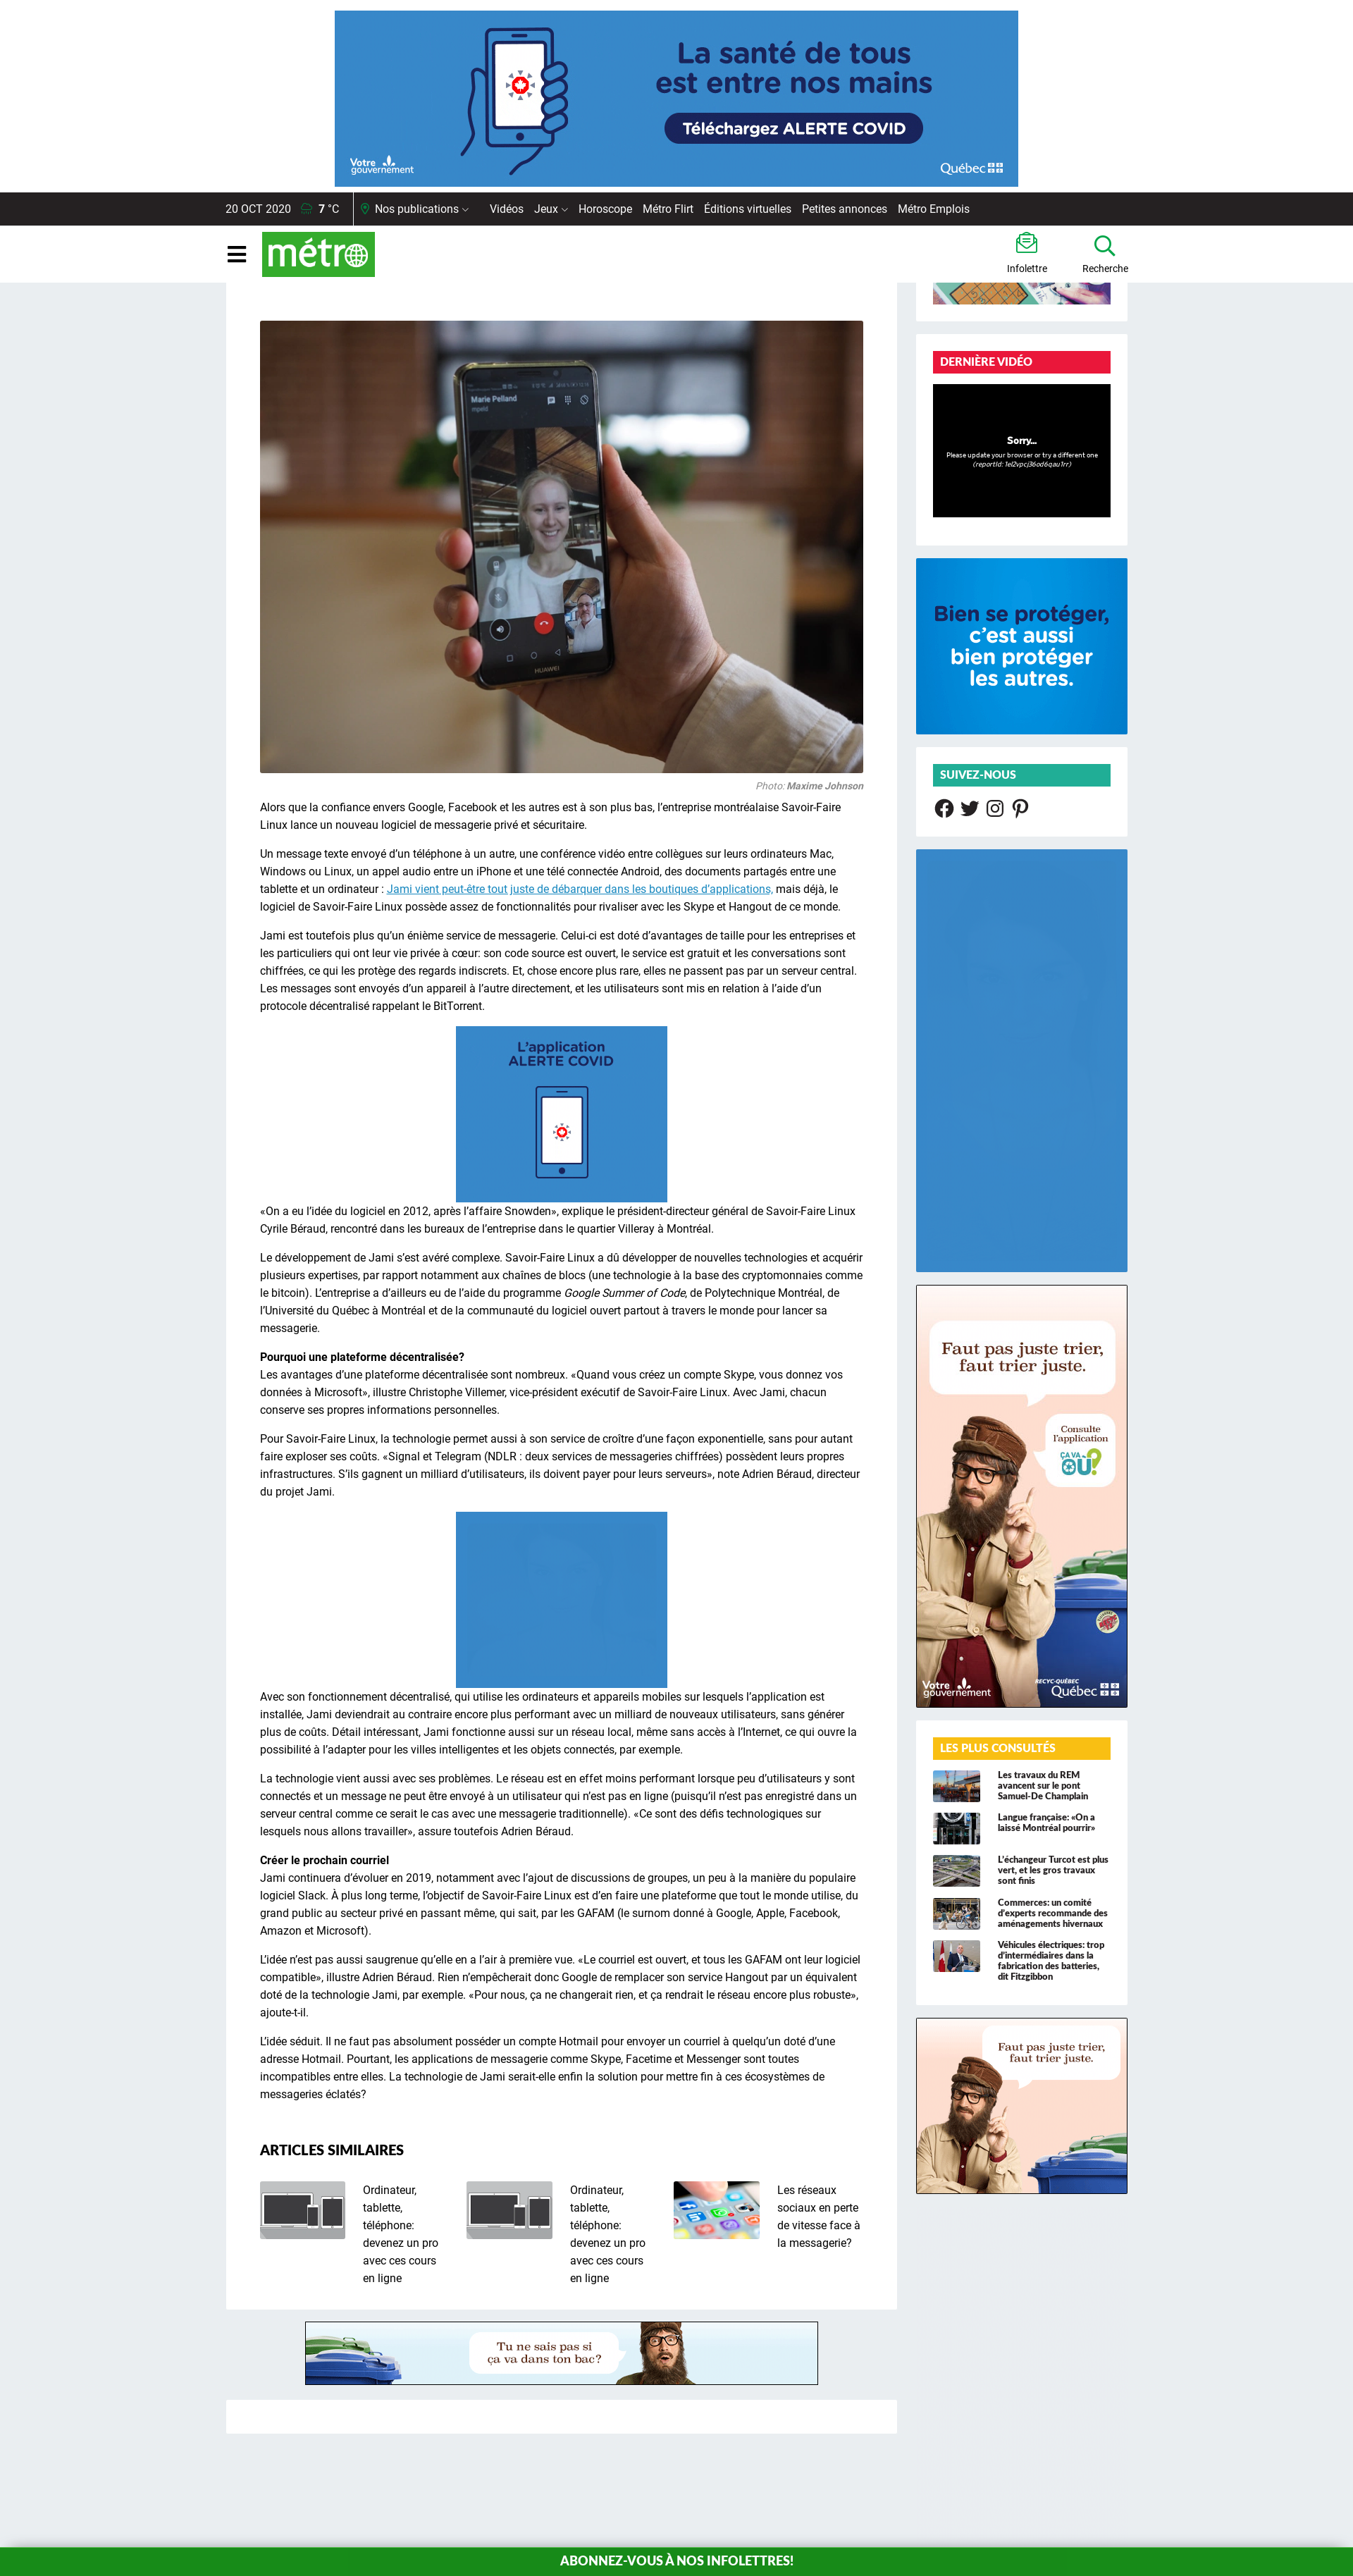 La santé de tous
est entre nos mains
Téléchargez ALERTE COVID
Votre
gouvernement
Québec
20 OCT 2020 7 °C Nos publications Vidéos Jeux Horoscope Métro Flirt Éditions virtuelles Petites annonces Métro Emplois
métro
Infolettre
Recherche
Marie Pelland
HUAWEI
Photo: Maxime Johnson
Alors que la confiance envers Google, Facebook et les autres est à son plus bas, l’entreprise montréalaise Savoir-Faire
Linux lance un nouveau logiciel de messagerie privé et sécuritaire.
Un message texte envoyé d’un téléphone à un autre, une conférence vidéo entre collègues sur leurs ordinateurs Mac,
Windows ou Linux, un appel audio entre un iPhone et une télé connectée Android, des documents partagés entre une
tablette et un ordinateur : Jami vient peut-être tout juste de débarquer dans les boutiques d’applications, mais déjà, le
logiciel de Savoir-Faire Linux possède assez de fonctionnalités pour rivaliser avec les Skype et Hangout de ce monde.
Jami est toutefois plus qu’un énième service de messagerie. Celui-ci est doté d’avantages de taille pour les entreprises et
les particuliers qui ont leur vie privée à cœur: son code source est ouvert, le service est gratuit et les conversations sont
chiffrées, ce qui les protège des regards indiscrets. Et, chose encore plus rare, elles ne passent pas par un serveur central.
Les messages sont envoyés d’un appareil à l’autre directement, et les utilisateurs sont mis en relation à l’aide d’un
protocole décentralisé rappelant le BitTorrent.
L’application
ALERTE COVID
«On a eu l’idée du logiciel en 2012, après l’affaire Snowden», explique le président-directeur général de Savoir-Faire Linux
Cyrile Béraud, rencontré dans les bureaux de l’entreprise dans le quartier Villeray à Montréal.
Le développement de Jami s’est avéré complexe. Savoir-Faire Linux a dû développer de nouvelles technologies et acquérir
plusieurs expertises, par rapport notamment aux chaînes de blocs (une technologie à la base des cryptomonnaies comme
le bitcoin). L’entreprise a d’ailleurs eu de l’aide du programme Google Summer of Code, de Polytechnique Montréal, de
l’Université du Québec à Montréal et de la communauté du logiciel ouvert partout à travers le monde pour lancer sa
messagerie.
Pourquoi une plateforme décentralisée?
Les avantages d’une plateforme décentralisée sont nombreux. «Quand vous créez un compte Skype, vous donnez vos
données à Microsoft», illustre Christophe Villemer, vice-président exécutif de Savoir-Faire Linux. Avec Jami, chacun
conserve ses propres informations personnelles.
Pour Savoir-Faire Linux, la technologie permet aussi à son service de croître d’une façon exponentielle, sans pour autant
faire exploser ses coûts. «Signal et Telegram (NDLR : deux services de messageries chiffrées) possèdent leurs propres
infrastructures. S’ils gagnent un milliard d’utilisateurs, ils doivent payer pour leurs serveurs», note Adrien Béraud, directeur
du projet Jami.
Avec son fonctionnement décentralisé, qui utilise les ordinateurs et appareils mobiles sur lesquels l’application est
installée, Jami deviendrait au contraire encore plus performant avec un milliard de nouveaux utilisateurs, sans générer
plus de coûts. Détail intéressant, Jami fonctionne aussi sur un réseau local, même sans accès à l’Internet, ce qui ouvre la
possibilité à l’adapter pour les villes intelligentes et les objets connectés, par exemple.
La technologie vient aussi avec ses problèmes. Le réseau est en effet moins performant lorsque peu d’utilisateurs y sont
connectés et un message ne peut être envoyé à un utilisateur qui n’est pas en ligne (puisqu’il n’est pas enregistré dans un
serveur central comme ce serait le cas avec une messagerie traditionnelle). «Ce sont des défis technologiques sur
lesquels nous allons travailler», assure toutefois Adrien Béraud.
Créer le prochain courriel
Jami continuera d’évoluer en 2019, notamment avec l’ajout de discussions de groupes, un peu à la manière du populaire
logiciel Slack. À plus long terme, l’objectif de Savoir-Faire Linux est d’en faire une plateforme que tout le monde utilise, du
grand public au secteur privé en passant même, qui sait, par les GAFAM (le surnom donné à Google, Apple, Facebook,
Amazon et Microsoft).
L’idée n’est pas aussi saugrenue qu’elle en a l’air à première vue. «Le courriel est ouvert, et tous les GAFAM ont leur logiciel
compatible», illustre Adrien Béraud. Rien n’empêcherait donc Google de remplacer son service Hangout par un équivalent
doté de la technologie Jami, par exemple. «Pour nous, ça ne changerait rien, et ça rendrait le réseau encore plus robuste»,
ajoute-t-il.
L’idée séduit. Il ne faut pas absolument posséder un compte Hotmail pour envoyer un courriel à quelqu’un doté d’une
adresse Hotmail. Pourtant, les applications de messagerie comme Skype, Facetime et Messenger sont toutes
incompatibles entre elles. La technologie de Jami serait-elle enfin la solution pour mettre fin à ces écosystèmes de
messageries éclatés?
ARTICLES SIMILAIRES
Ordinateur,
tablette,
téléphone:
devenez un pro
avec ces cours
en ligne
Ordinateur,
tablette,
téléphone:
devenez un pro
avec ces cours
en ligne
Les réseaux
sociaux en perte
de vitesse face à
la messagerie?
Tu ne sais pas si
ça va dans ton bac?
DERNIÈRE VIDÉO
Sorry...
Please update your browser or try a different one
Bien se protéger,
c’est aussi
bien protéger
les autres.
SUIVEZ-NOUS
Faut pas juste trier,
faut trier juste.
Consulte
l’application
ÇA VA
OÙ?
Votre
gouvernement
RECYC-QUÉBEC
Québec
LES PLUS CONSULTÉS
Les travaux du REM
avancent sur le pont
Samuel-De Champlain
Langue française: «On a
laissé Montréal pourrir»
L’échangeur Turcot est plus
vert, et les gros travaux
sont finis
Commerces: un comité
d’experts recommande des
aménagements hivernaux
Véhicules électriques: trop
d’intermédiaires dans la
fabrication des batteries,
dit Fitzgibbon
Faut pas juste trier,
faut trier juste.
ABONNEZ-VOUS À NOS INFOLETTRES!